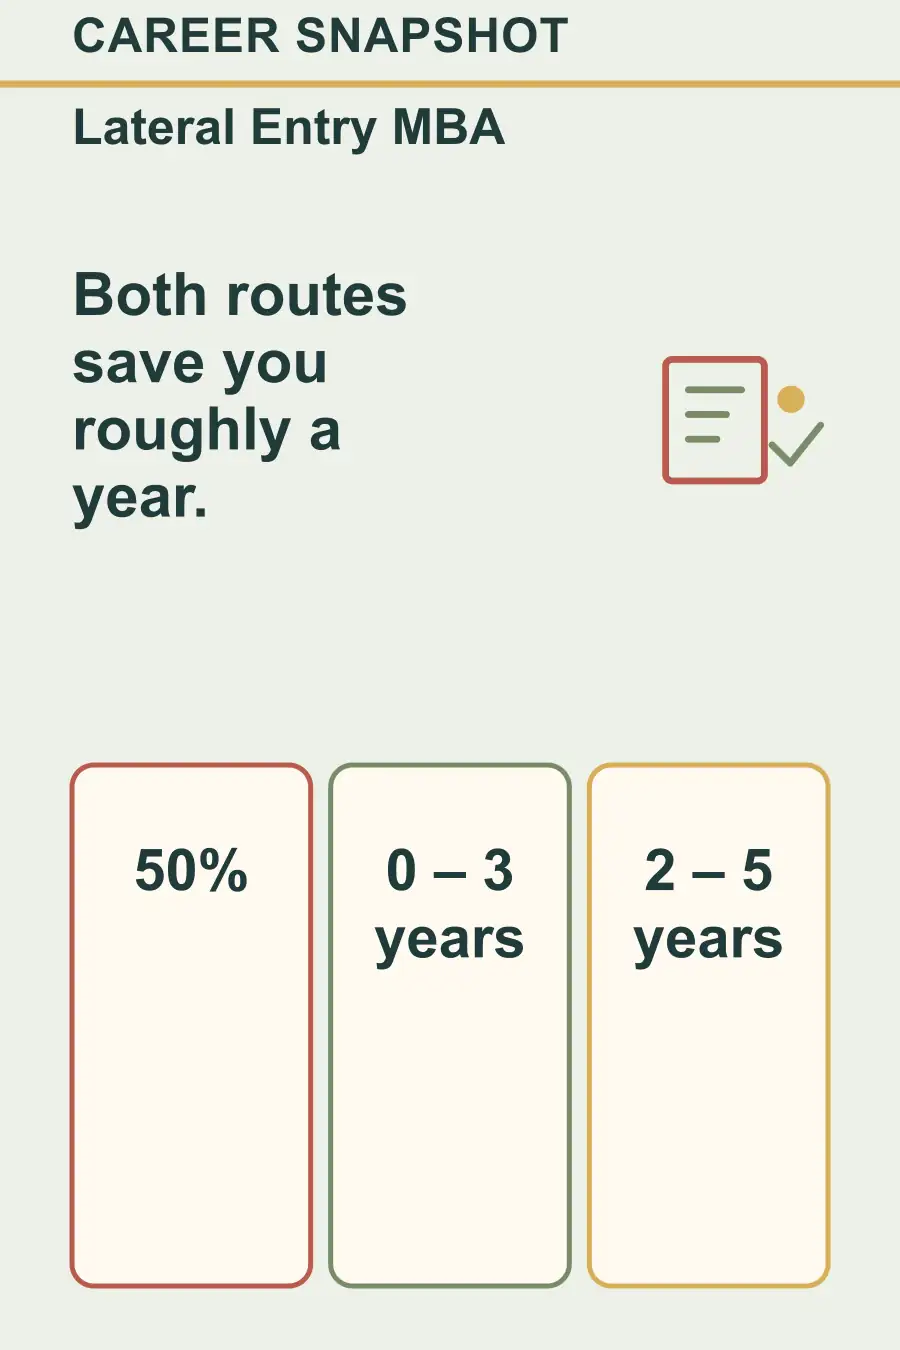 CAREER SNAPSHOT
Lateral Entry MBA
Both routes
save you
roughly a
year.
50%
0 – 3
years
2 – 5
years